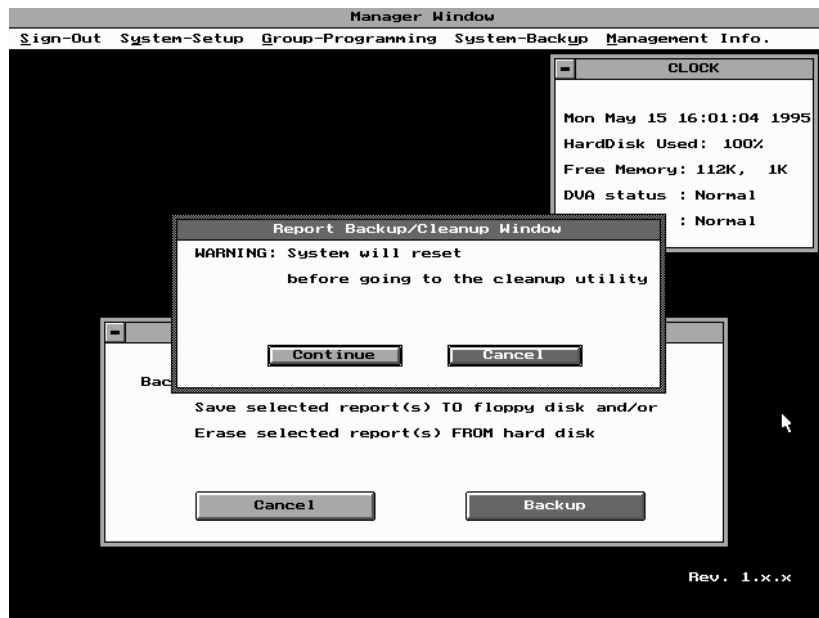 Manager Window
Sign-Out System-Setup Group-Programming System-Backup Management Info.
CLOCK
Mon May 15 16:01:04 1995
HardDisk Used: 100%
Free Memory: 112K, 1K
DVA status : Normal
: Normal
Report Backup/Cleanup Window
WARNING: System will reset
before going to the cleanup utility
Continue Cancel
Bac
Save selected report(s) TO floppy disk and/or
Erase selected report(s) FROM hard disk
Cancel Backup
Rev. 1.x.x